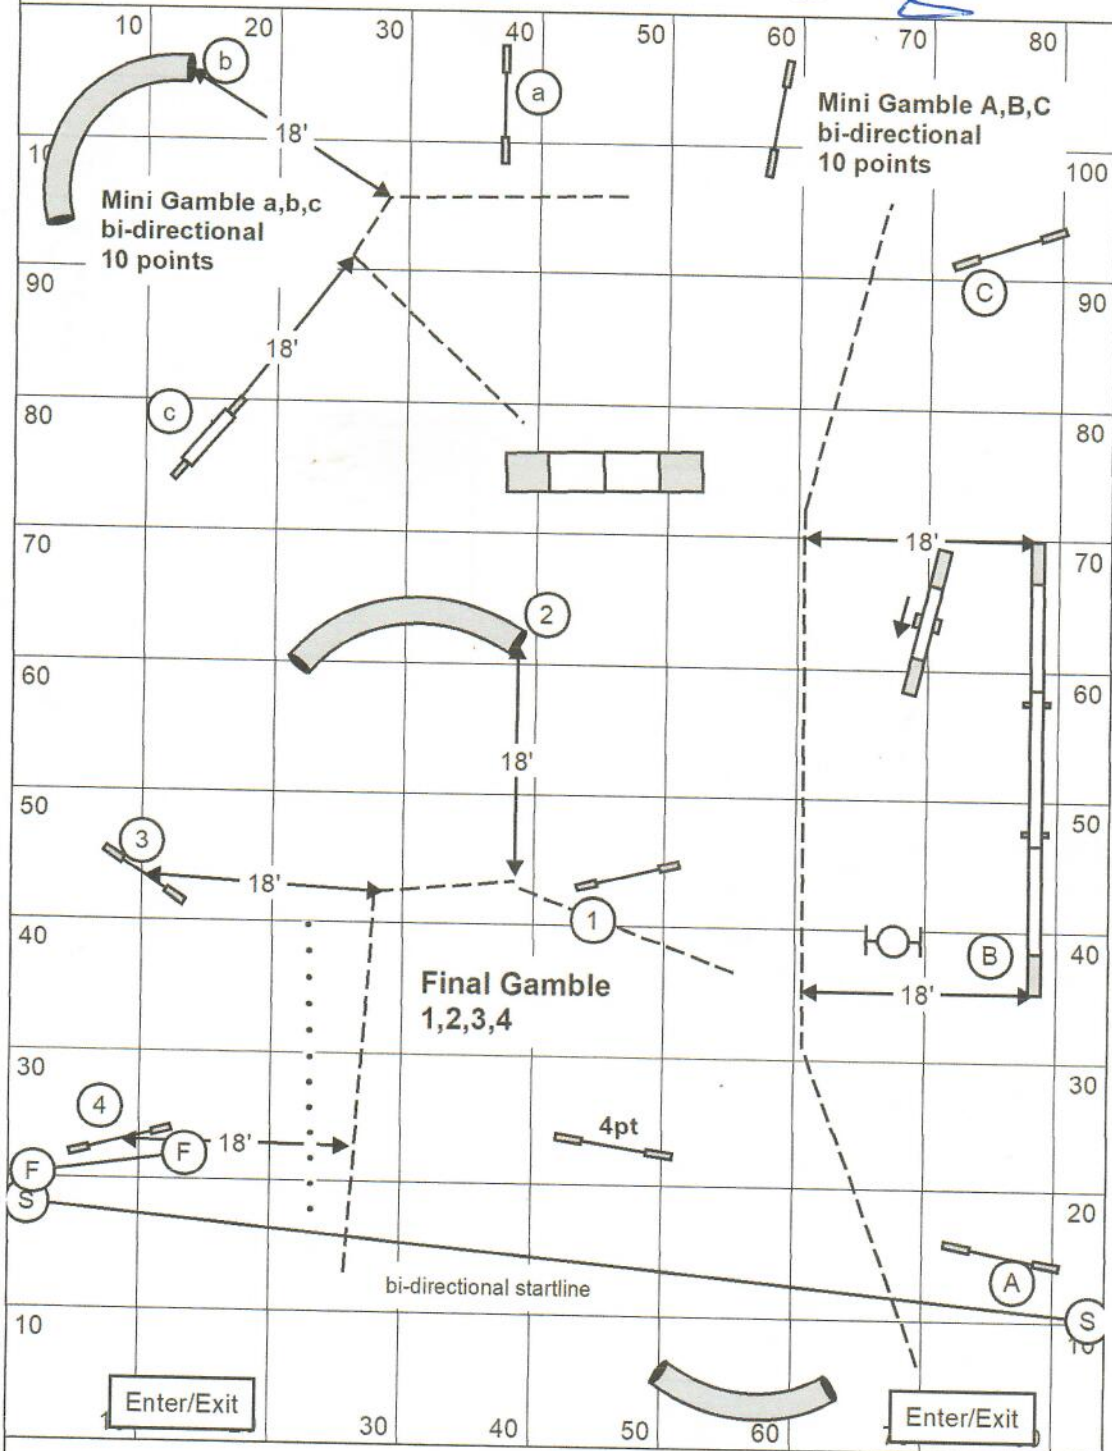 10 20 30 40 50 60 70 80
b
a
18'
Mini Gamble A,B,C
bi-directional
10 points
10
100
Mini Gamble a,b,c
bi-directional
10 points
C
90
90
18'
c
80
80
70
18'
70
2
60
60
18'
50
50
3
18'
1
40
B
40
Final Gamble
1,2,3,4
18'
30
30
4
4pt
18'
F
F
S
20
A
bi-directional startline
S
10
10
Enter/Exit
30 40 50 60
Enter/Exit